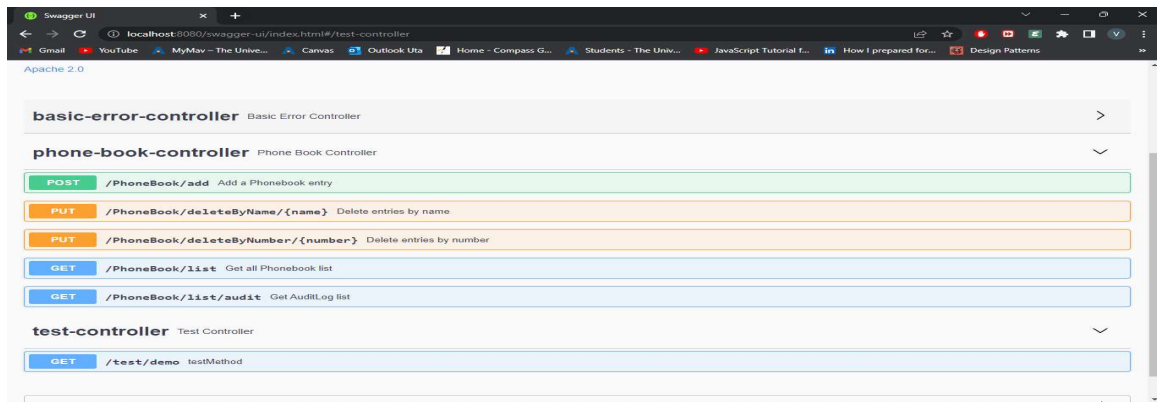 Swagger UI
localhost:8080/swagger-ui/index.html#/test-controller
Gmail YouTube MyMav – The Unive... Canvas Outlook Uta Home - Compass G... Students - The Univ... JavaScript Tutorial f... How I prepared for... Design Patterns
Apache 2.0
basic-error-controller Basic Error Controller
phone-book-controller Phone Book Controller
POST /PhoneBook/add Add a Phonebook entry
PUT /PhoneBook/deleteByName/{name} Delete entries by name
PUT /PhoneBook/deleteByNumber/{number} Delete entries by number
GET /PhoneBook/list Get all Phonebook list
GET /PhoneBook/list/audit Get AuditLog list
test-controller Test Controller
GET /test/demo testMethod